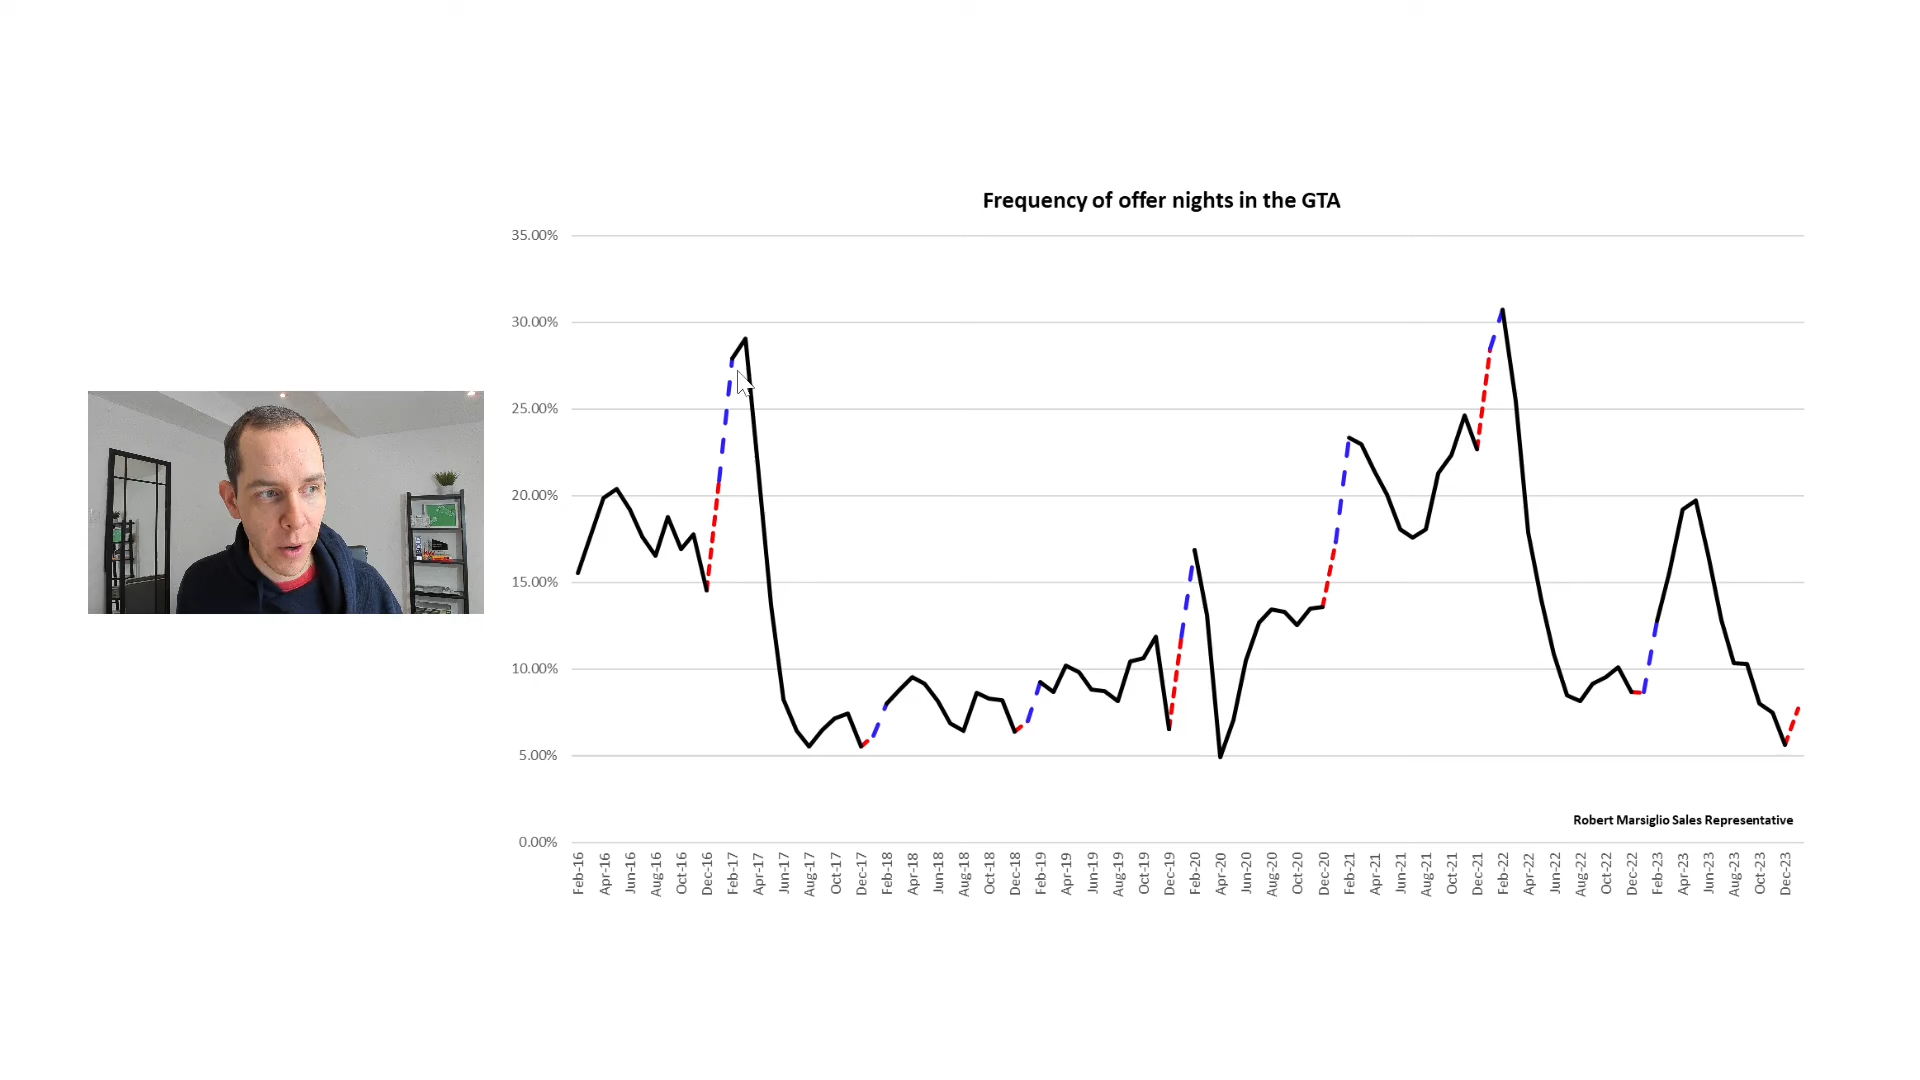 Frequency of offer nights in the GTA
35.00%
30.00%
25.00%
20.00%
15.00%
10.00%
5.00%
0.00%
Robert Marsiglio Sales Representative
Feb-16
Apr-16
Jun-16
Aug-16
Oct-16
Dec-16
Feb-17
Apr-17
Jun-17
Aug-17
Oct-17
Dec-17
Feb-18
Apr-18
Jun-18
Aug-18
Oct-18
Dec-18
Feb-19
Apr-19
Jun-19
Aug-19
Oct-19
Dec-19
Feb-20
Apr-20
Jun-20
Aug-20
Oct-20
Dec-20
Feb-21
Apr-21
Jun-21
Aug-21
Oct-21
Dec-21
Feb-22
Apr-22
Jun-22
Aug-22
Oct-22
Dec-22
Feb-23
Apr-23
Jun-23
Aug-23
Oct-23
Dec-23